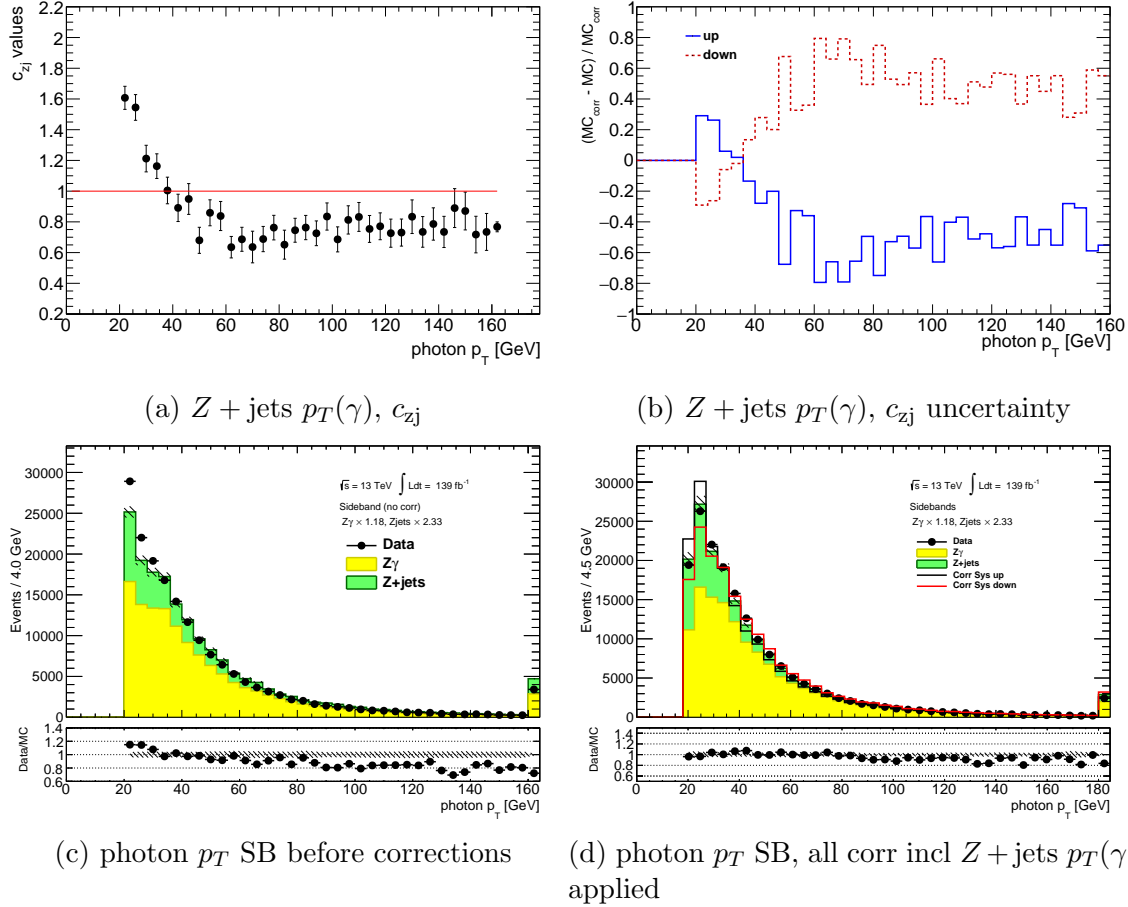 c_zj values
2.2
2
1.8
1.6
1.4
1.2
1
0.8
0.6
0.4
0.2
0 20 40 60 80 100 120 140 160
photon p_T [GeV]
(MC_corr - MC) / MC_corr
1
0.8
0.6
0.4
0.2
0
−0.2
−0.4
−0.6
−0.8
−1
up
down
0 20 40 60 80 100 120 140 160
photon p_T [GeV]
(a) Z + jets p_T(γ), c_zj
(b) Z + jets p_T(γ), c_zj uncertainty
Events / 4.0 GeV
30000
25000
20000
15000
10000
5000
0
√s = 13 TeV ∫ Ldt = 139 fb⁻¹
Sideband (no corr)
Zγ × 1.18, Zjets × 2.33
Data
Zγ
Z+jets
Data/MC
1.4
1.2
1
0.8
0.6
0 20 40 60 80 100 120 140 160
photon p_T [GeV]
Events / 4.5 GeV
30000
25000
20000
15000
10000
5000
0
√s = 13 TeV ∫ Ldt = 139 fb⁻¹
Sidebands
Zγ × 1.18, Zjets × 2.33
Data
Zγ
Z+jets
Corr Sys up
Corr Sys down
Data/MC
1.4
1.2
1
0.8
0.6
0 20 40 60 80 100 120 140 160 180
photon p_T [GeV]
(c) photon p_T SB before corrections
(d) photon p_T SB, all corr incl Z + jets p_T(γ
applied